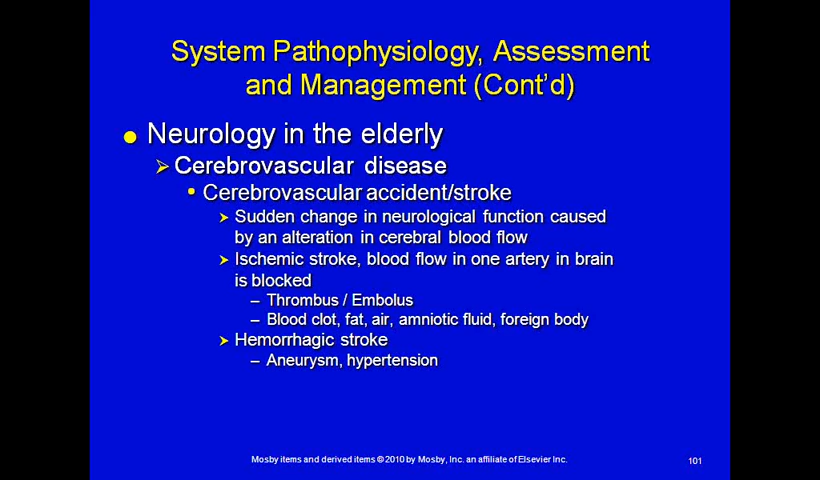 System Pathophysiology, Assessment
and Management (Cont'd)
Neurology in the elderly
Cerebrovascular disease
Cerebrovascular accident/stroke
Sudden change in neurological function caused
by an alteration in cerebral blood flow
Ischemic stroke, blood flow in one artery in brain
is blocked
– Thrombus / Embolus
– Blood clot, fat, air, amniotic fluid, foreign body
Hemorrhagic stroke
– Aneurysm, hypertension
Mosby items and derived items © 2010 by Mosby, Inc. an affiliate of Elsevier Inc.
101